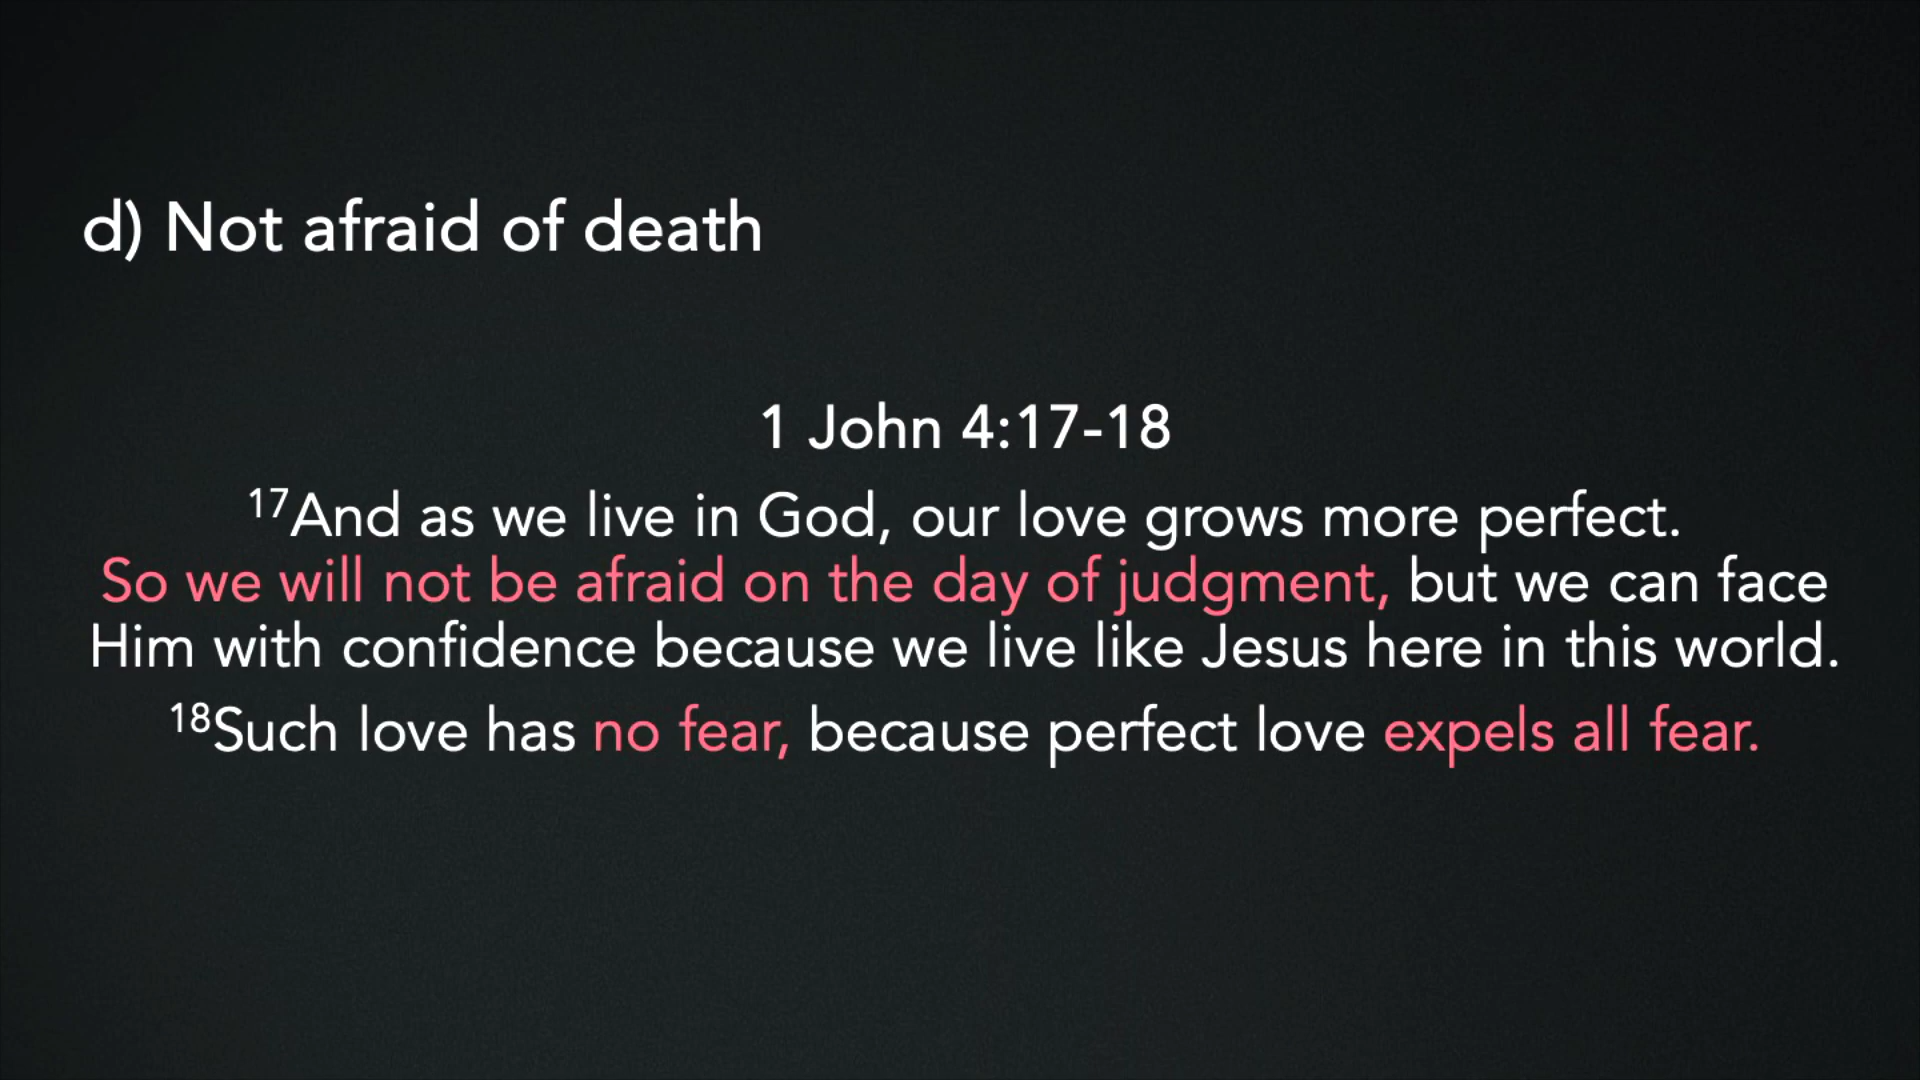 d) Not afraid of death
1 John 4:17-18
¹⁷And as we live in God, our love grows more perfect.
So we will not be afraid on the day of judgment, but we can face
Him with confidence because we live like Jesus here in this world.
¹⁸Such love has no fear, because perfect love expels all fear.